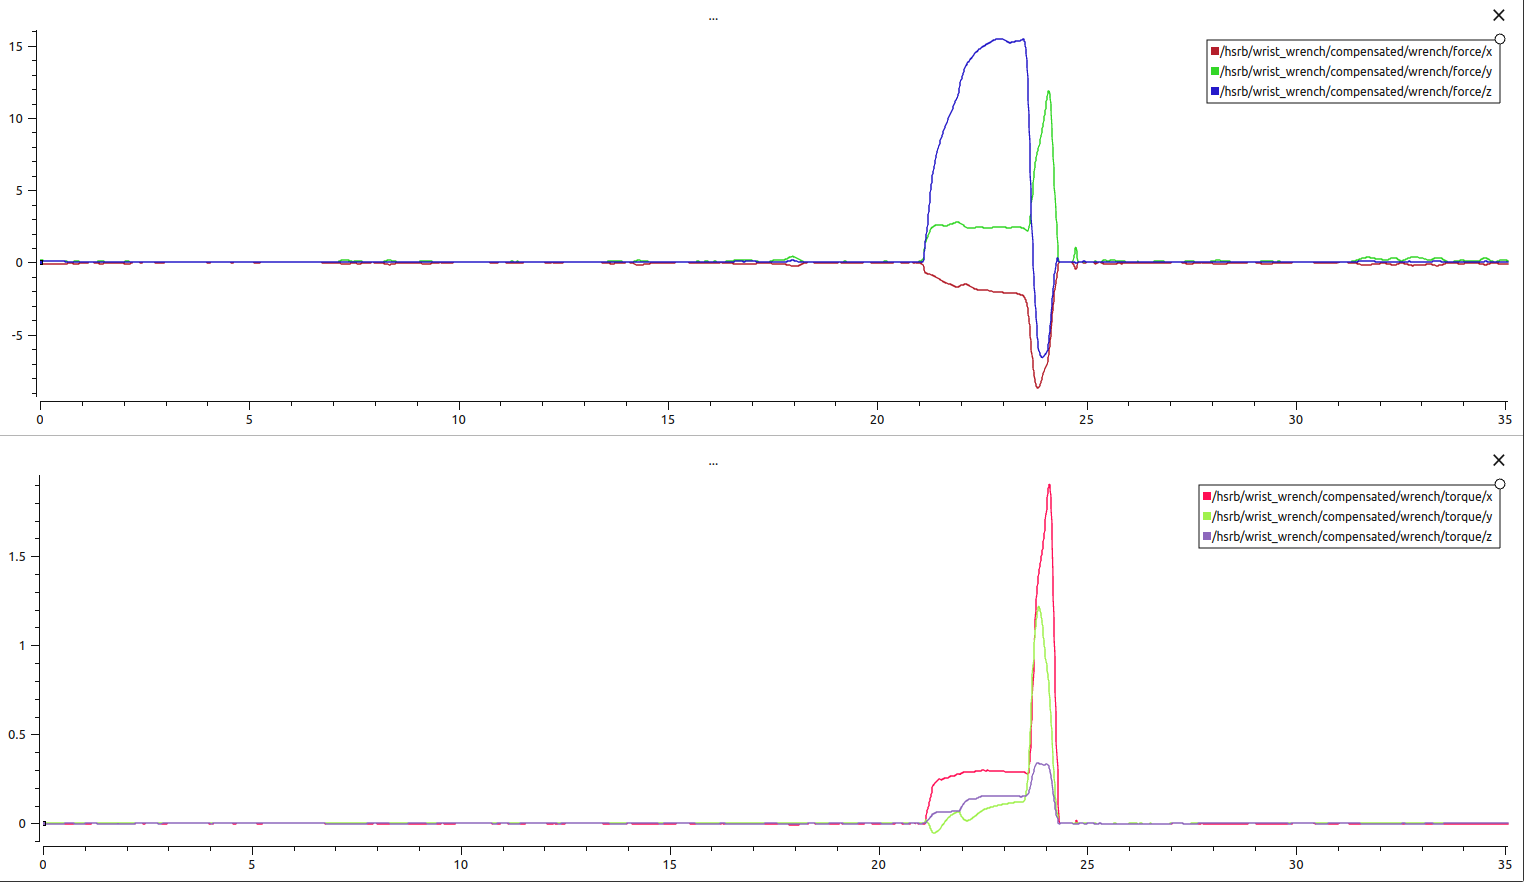 ...
15
10
5
0
-5
/hsrb/wrist_wrench/compensated/wrench/force/x
/hsrb/wrist_wrench/compensated/wrench/force/y
/hsrb/wrist_wrench/compensated/wrench/force/z
0 5 10 15 20 25 30 35
...
1.5
1
0.5
0
/hsrb/wrist_wrench/compensated/wrench/torque/x
/hsrb/wrist_wrench/compensated/wrench/torque/y
/hsrb/wrist_wrench/compensated/wrench/torque/z
0 5 10 15 20 25 30 35